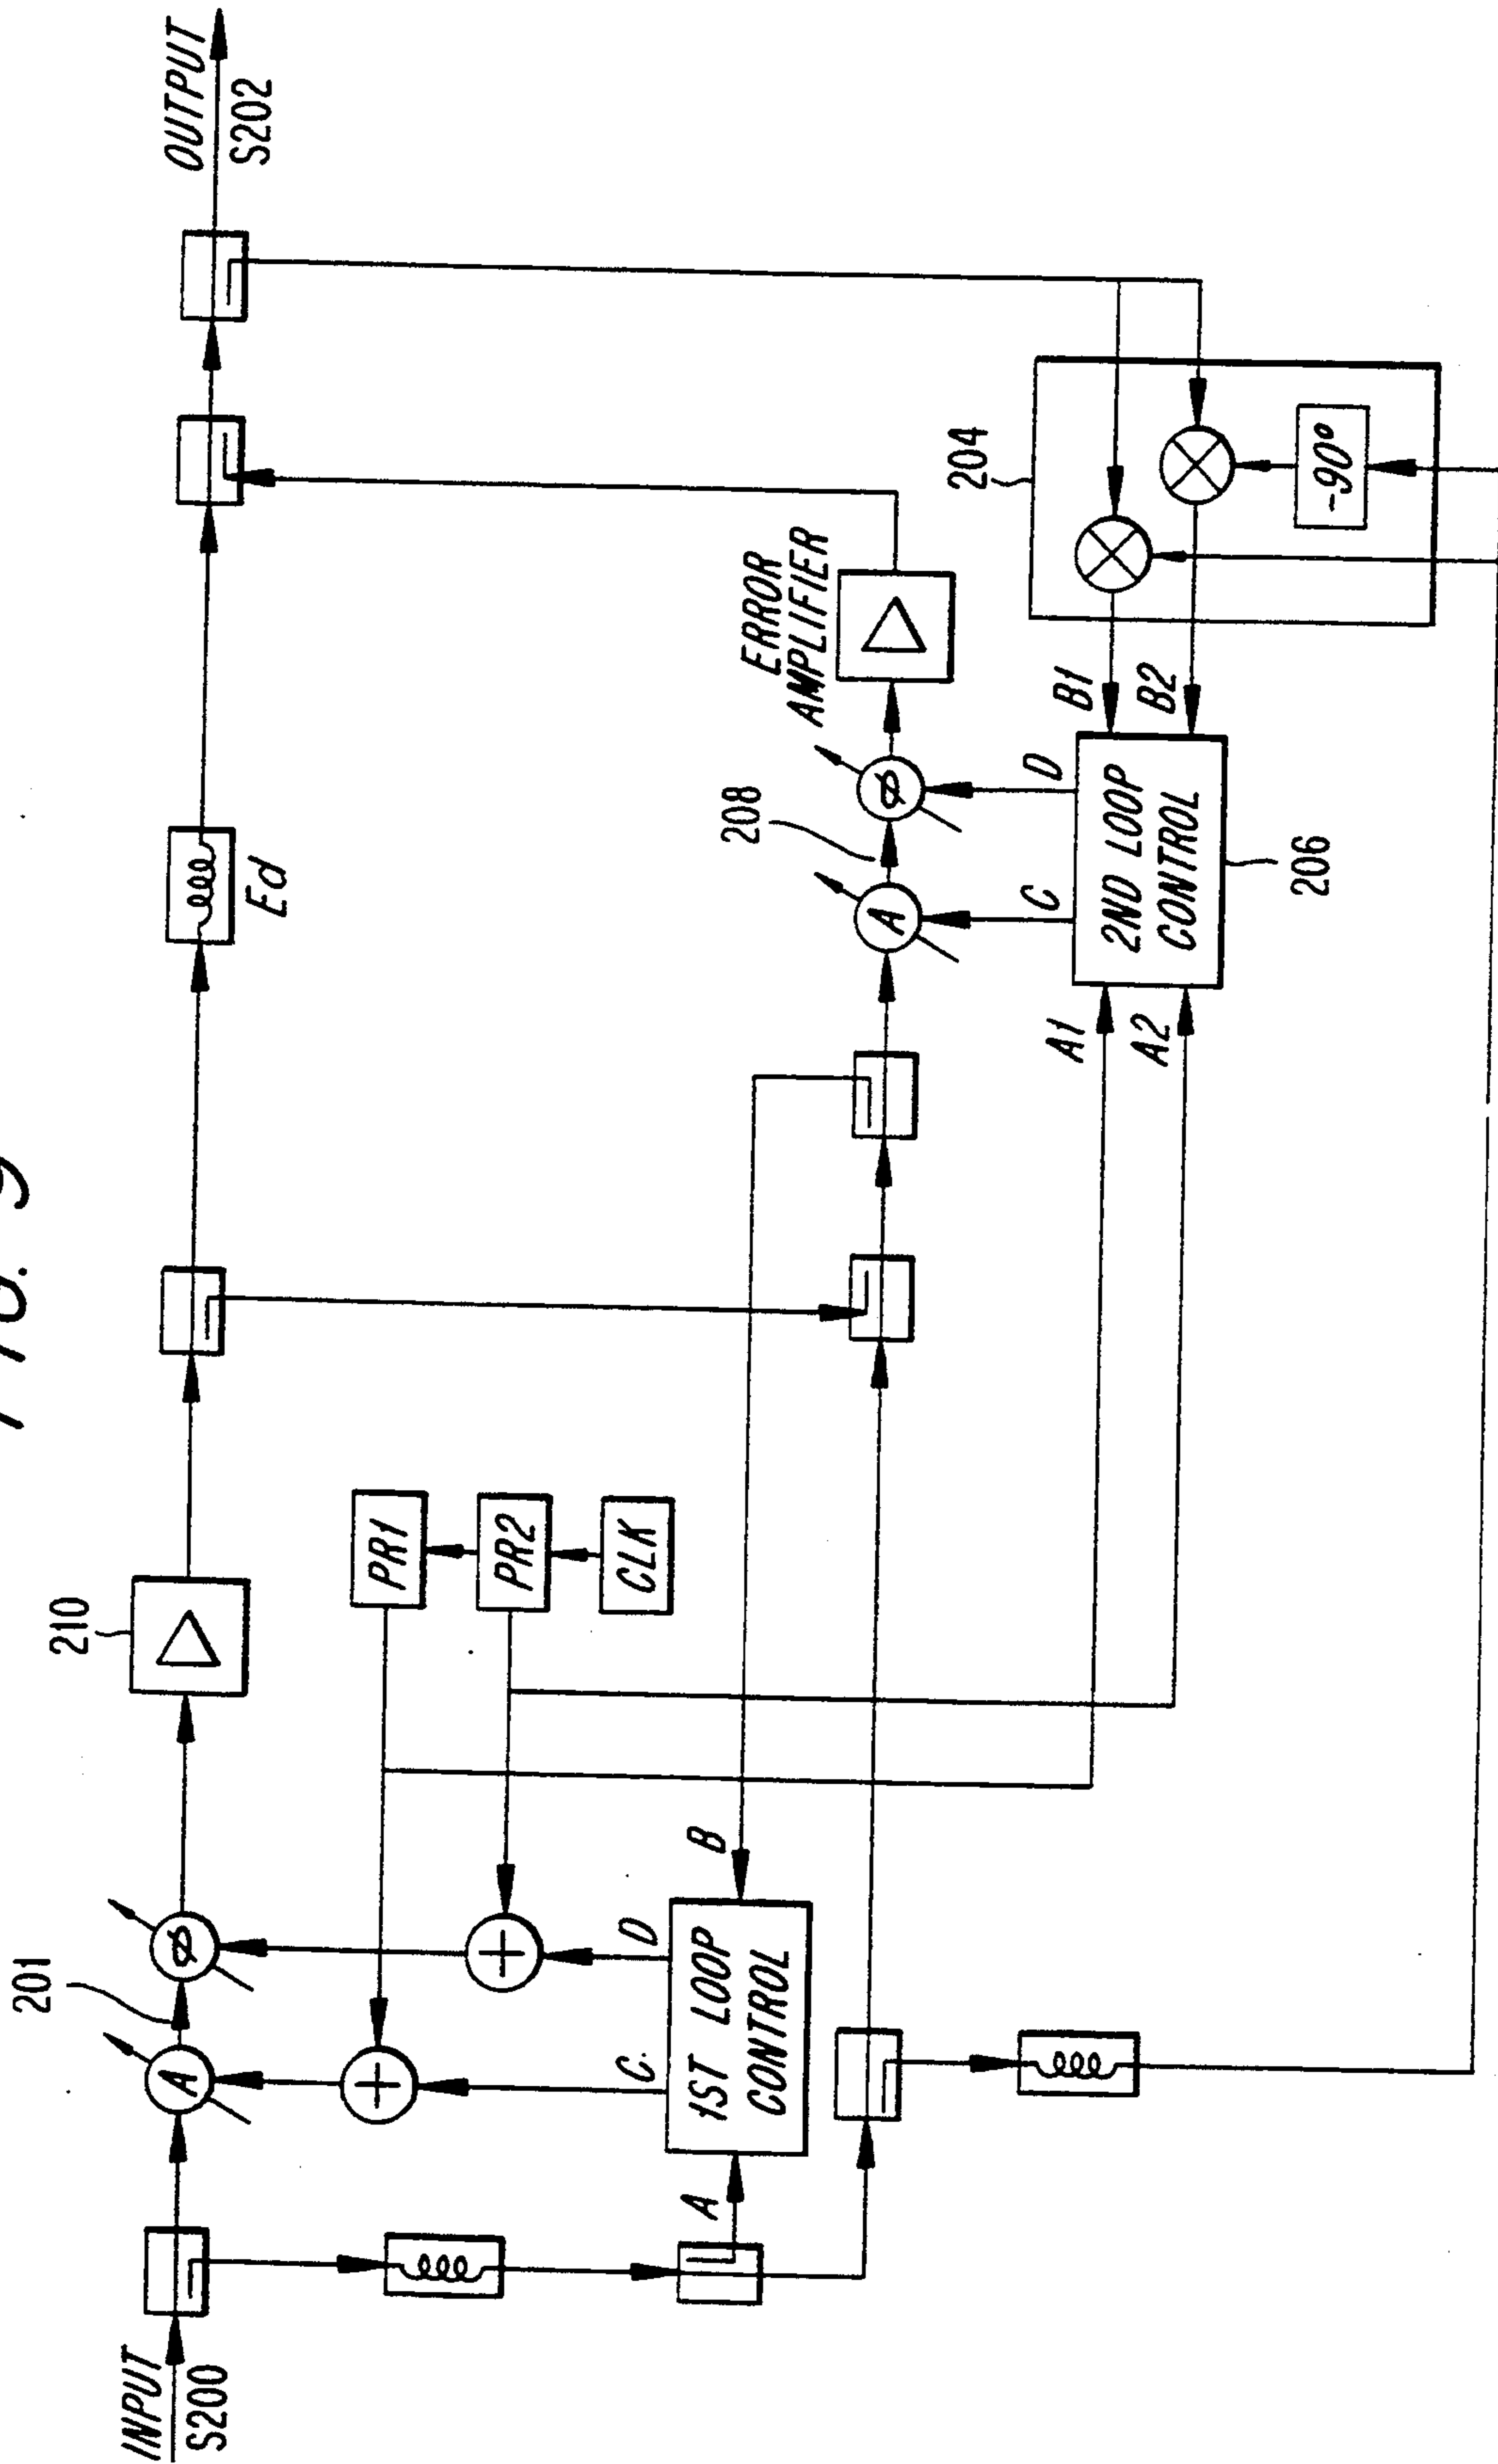 FIG. 9
INPUT
S200
201
A
Ø
210
Ed
OUTPUT
S202
PR1
PR2
CLK
A
1ST LOOP
CONTROL
C
D
B
208
A
Ø
ERROR
AMPLIFIER
C
D
A1
A2
2ND LOOP
CONTROL
206
B1
B2
204
-90°